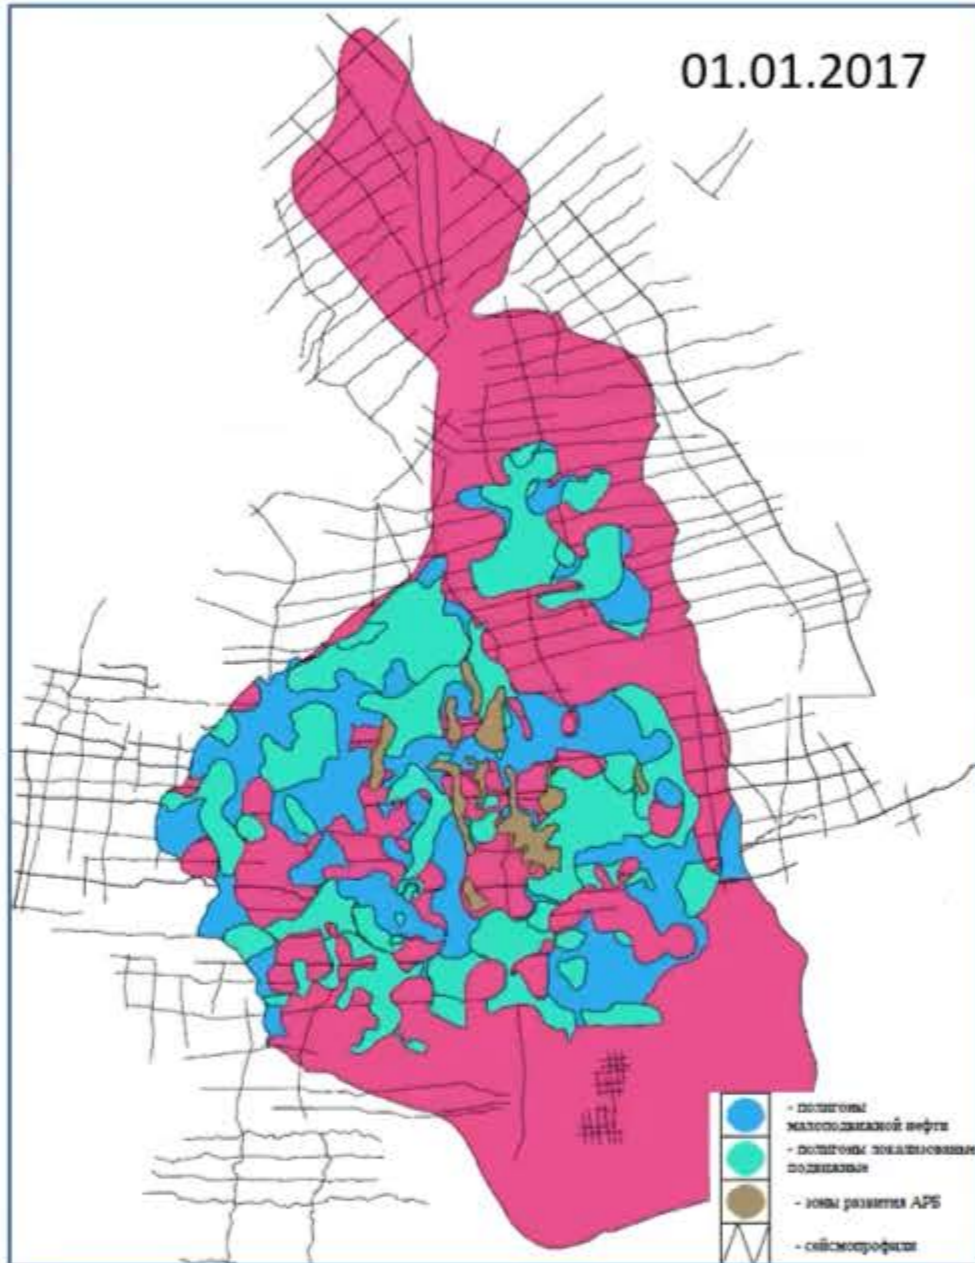 01.01.2017
- полигоны
малоподвижной нефти
- полигоны локализованные
подвижные
- зоны развития АРБ
- сейсмопрофили